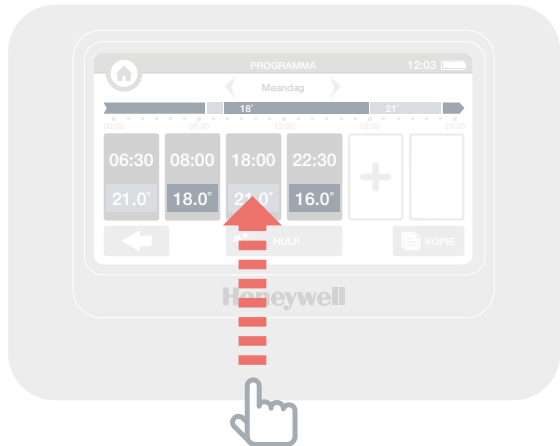 PROGRAMMA 12:03
Maandag
18° 21°
00:00 06:00 12:00 18:00 24:00
06:30 08:00 18:00 22:30
21.0° 18.0° 21.0° 16.0°
HULP KOPIE
Honeywell